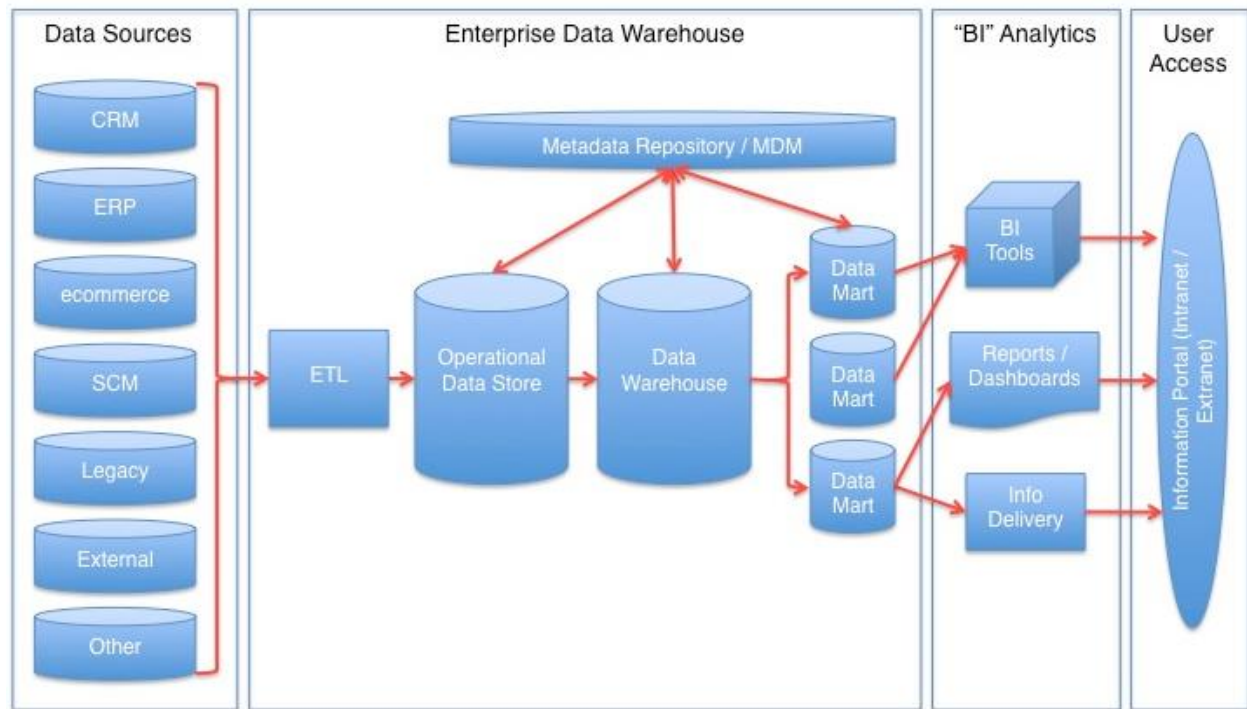 Data Sources
Enterprise Data Warehouse
“BI” Analytics
User
Access
CRM
ERP
ecommerce
SCM
Legacy
External
Other
ETL
Metadata Repository / MDM
Operational
Data Store
Data
Warehouse
Data
Mart
Data
Mart
Data
Mart
BI
Tools
Reports /
Dashboards
Info
Delivery
Information Portal (Intranet /
Extranet)